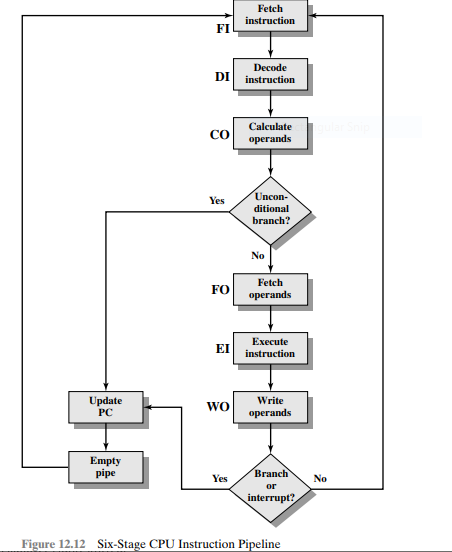 Fetch
instruction
FI
DI
Decode
instruction
CO
Calculate
operands
Yes
Uncon-
ditional
branch?
No
FO
Fetch
operands
EI
Execute
instruction
Update
PC
WO
Write
operands
Empty
pipe
Yes
Branch
or
interrupt?
No
Figure 12.12 Six-Stage CPU Instruction Pipeline